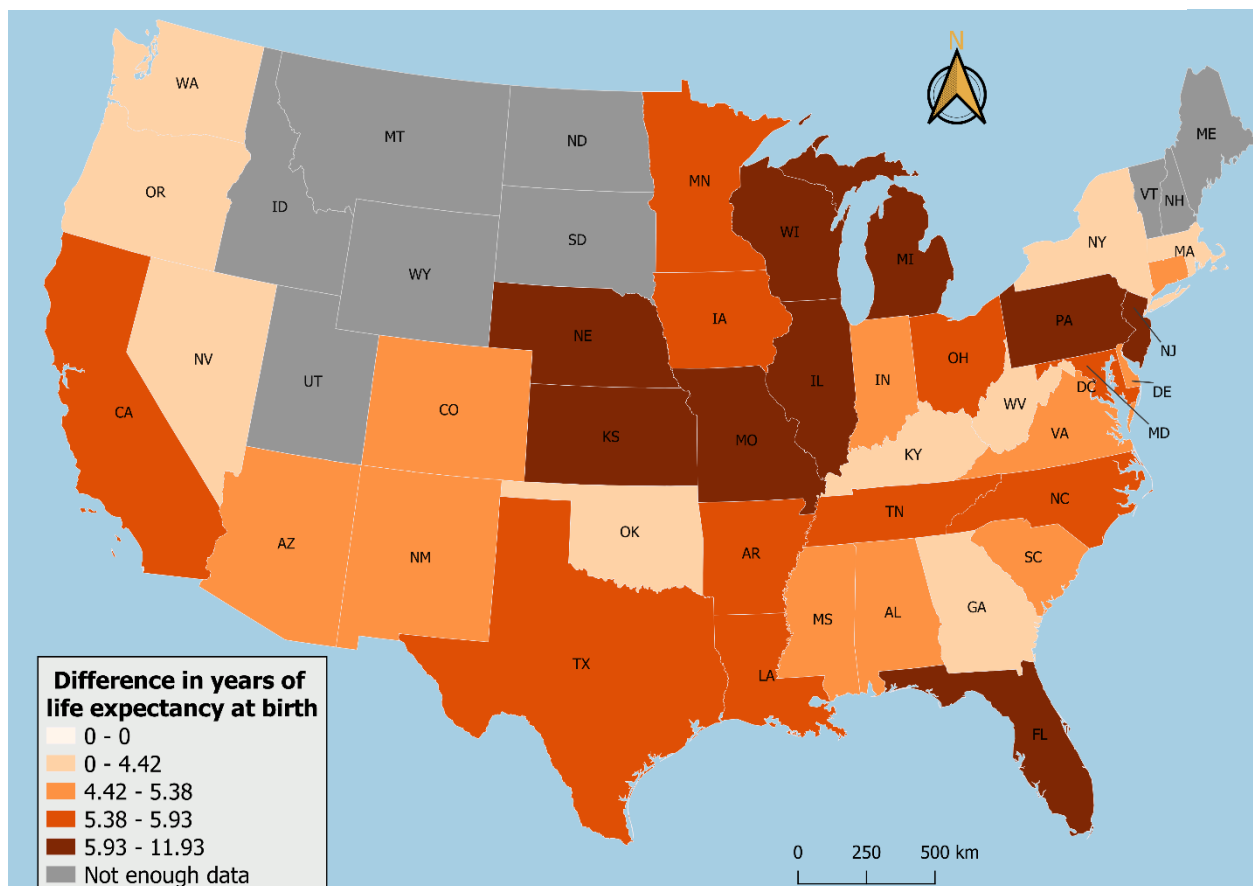 N
WA
MT
ND
ME
MN
VT
NH
OR
ID
SD
WI
NY
MA
MI
WY
IA
PA
NE
NV
OH
NJ
IL
IN
UT
DC
DE
CA
CO
WV
KS
MO
VA
MD
KY
NC
TN
AZ
NM
OK
AR
SC
MS
AL
GA
TX
LA
FL
Difference in years of
life expectancy at birth
0 - 0
0 - 4.42
4.42 - 5.38
5.38 - 5.93
5.93 - 11.93
Not enough data
0 250 500 km